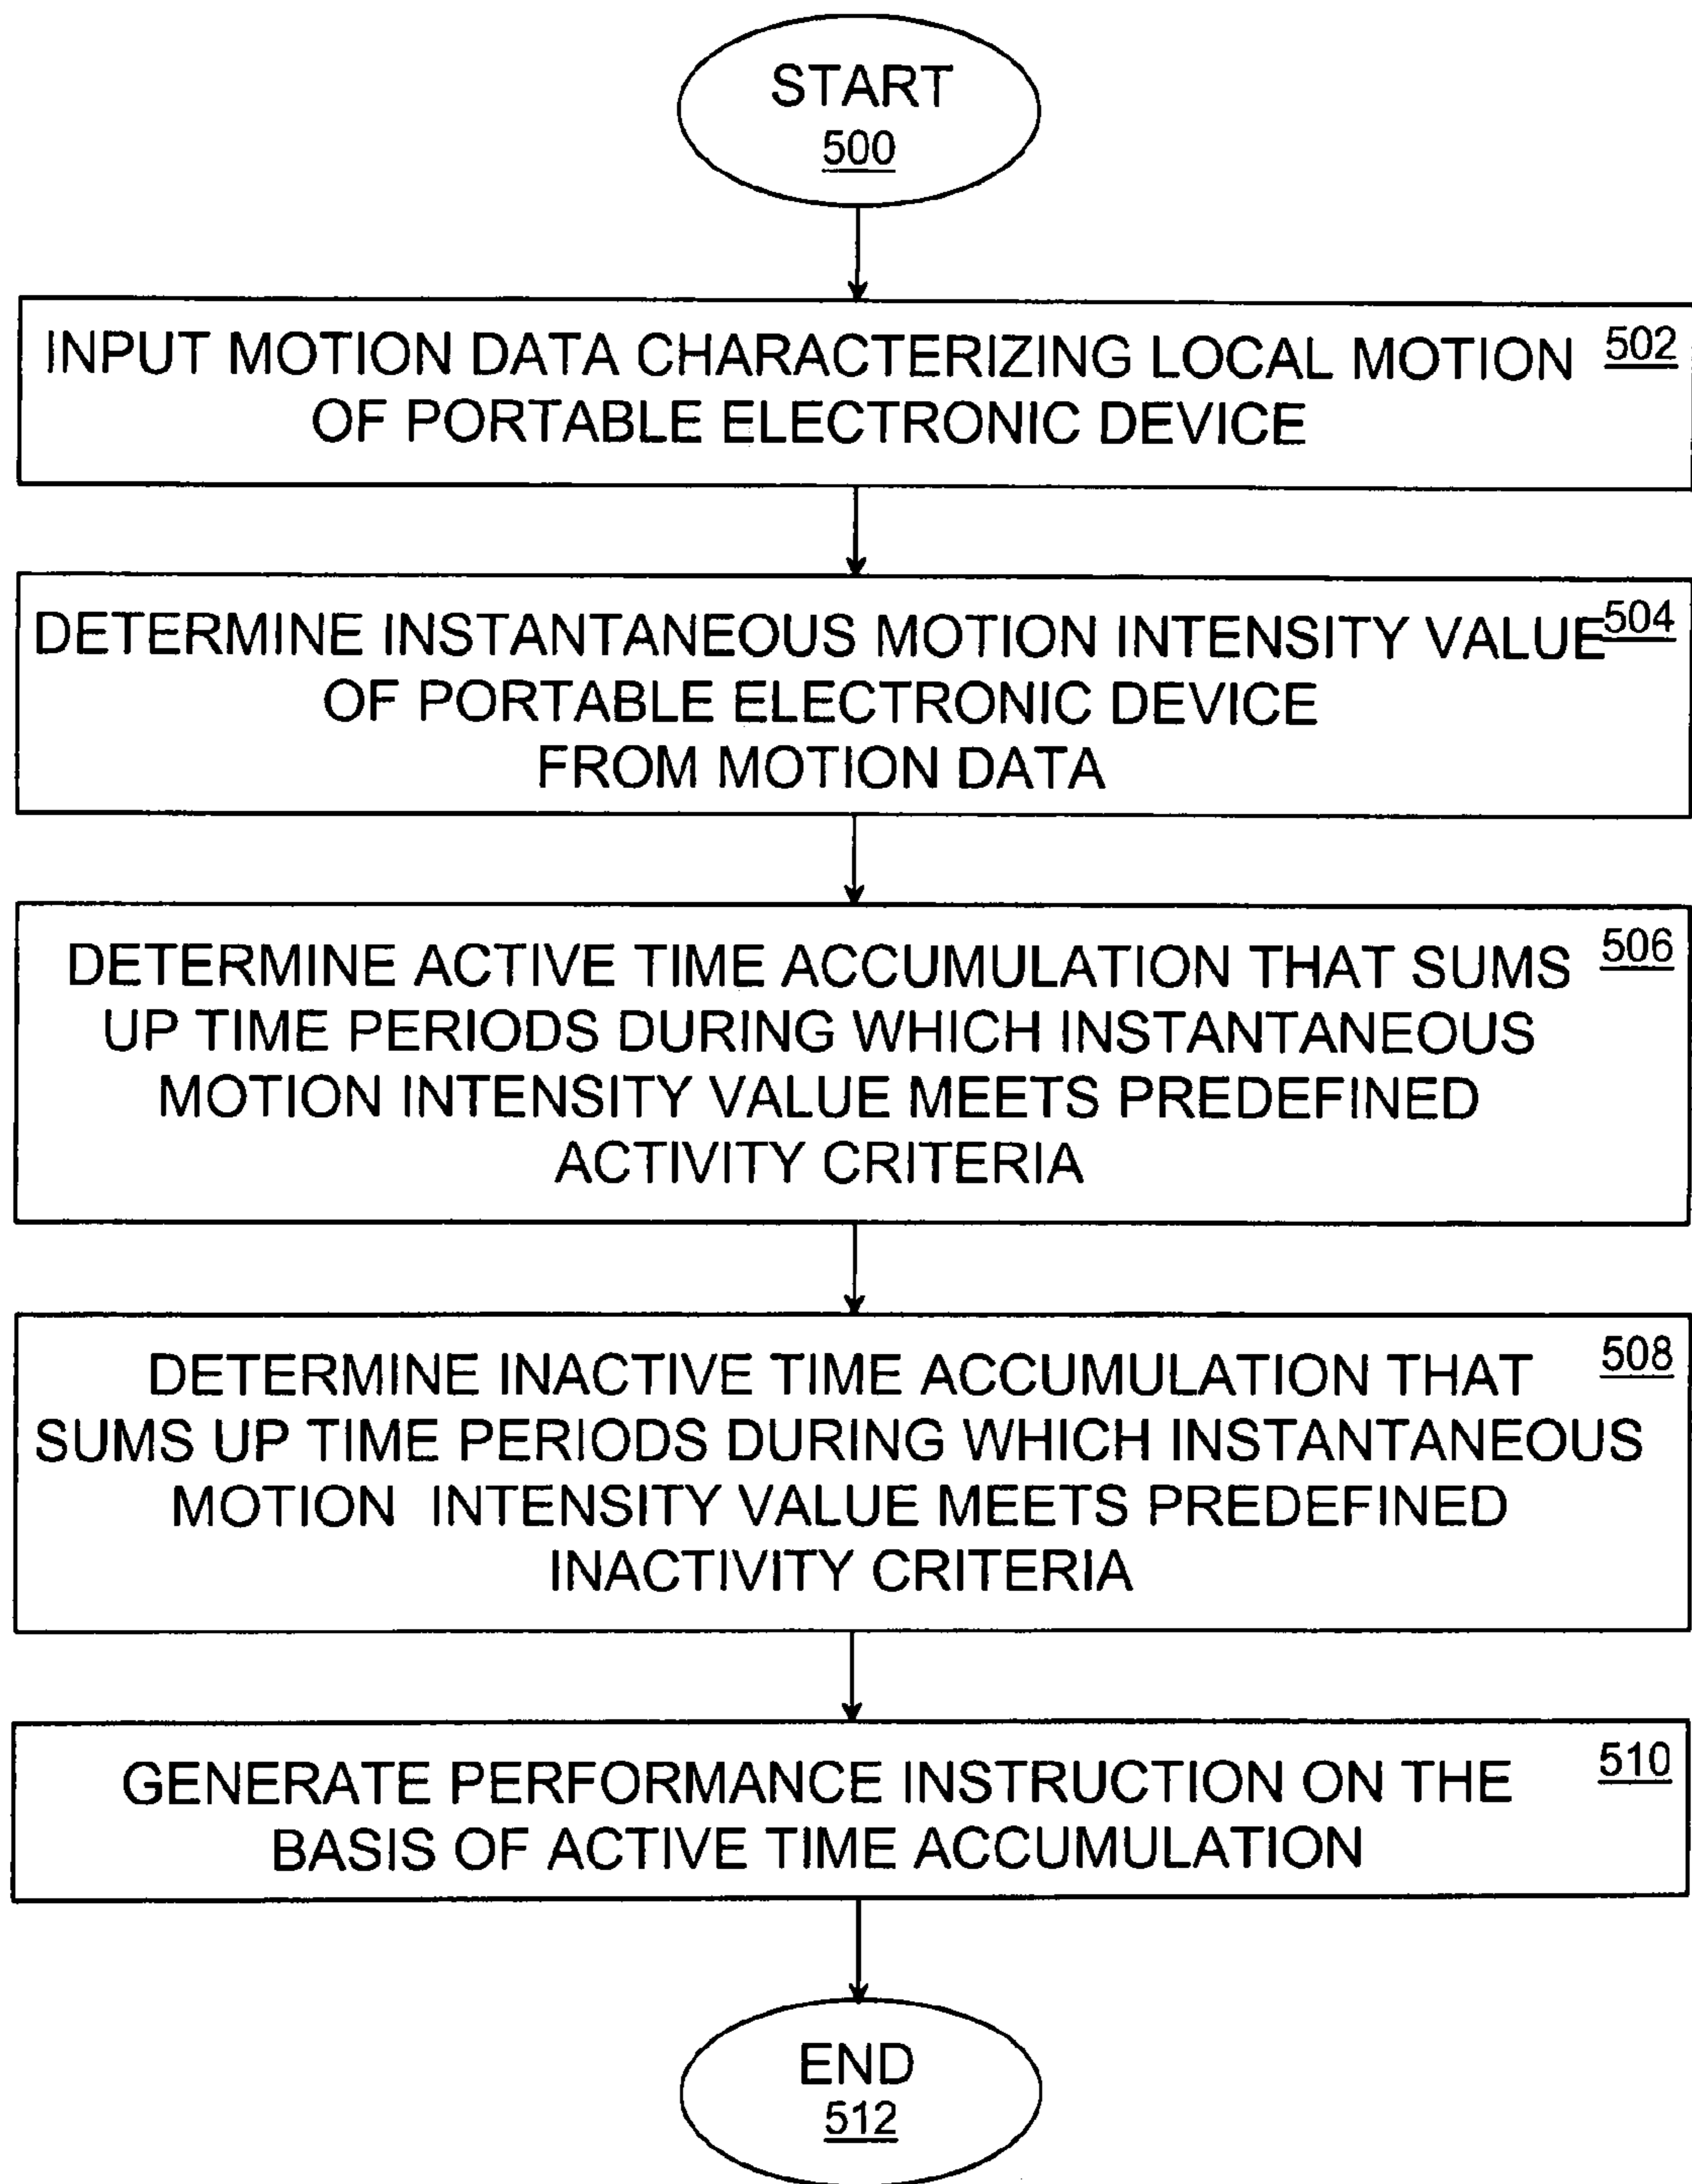 START
500
INPUT MOTION DATA CHARACTERIZING LOCAL MOTION 502
OF PORTABLE ELECTRONIC DEVICE
DETERMINE INSTANTANEOUS MOTION INTENSITY VALUE 504
OF PORTABLE ELECTRONIC DEVICE
FROM MOTION DATA
DETERMINE ACTIVE TIME ACCUMULATION THAT SUMS 506
UP TIME PERIODS DURING WHICH INSTANTANEOUS
MOTION INTENSITY VALUE MEETS PREDEFINED
ACTIVITY CRITERIA
DETERMINE INACTIVE TIME ACCUMULATION THAT 508
SUMS UP TIME PERIODS DURING WHICH INSTANTANEOUS
MOTION INTENSITY VALUE MEETS PREDEFINED
INACTIVITY CRITERIA
GENERATE PERFORMANCE INSTRUCTION ON THE 510
BASIS OF ACTIVE TIME ACCUMULATION
END
512